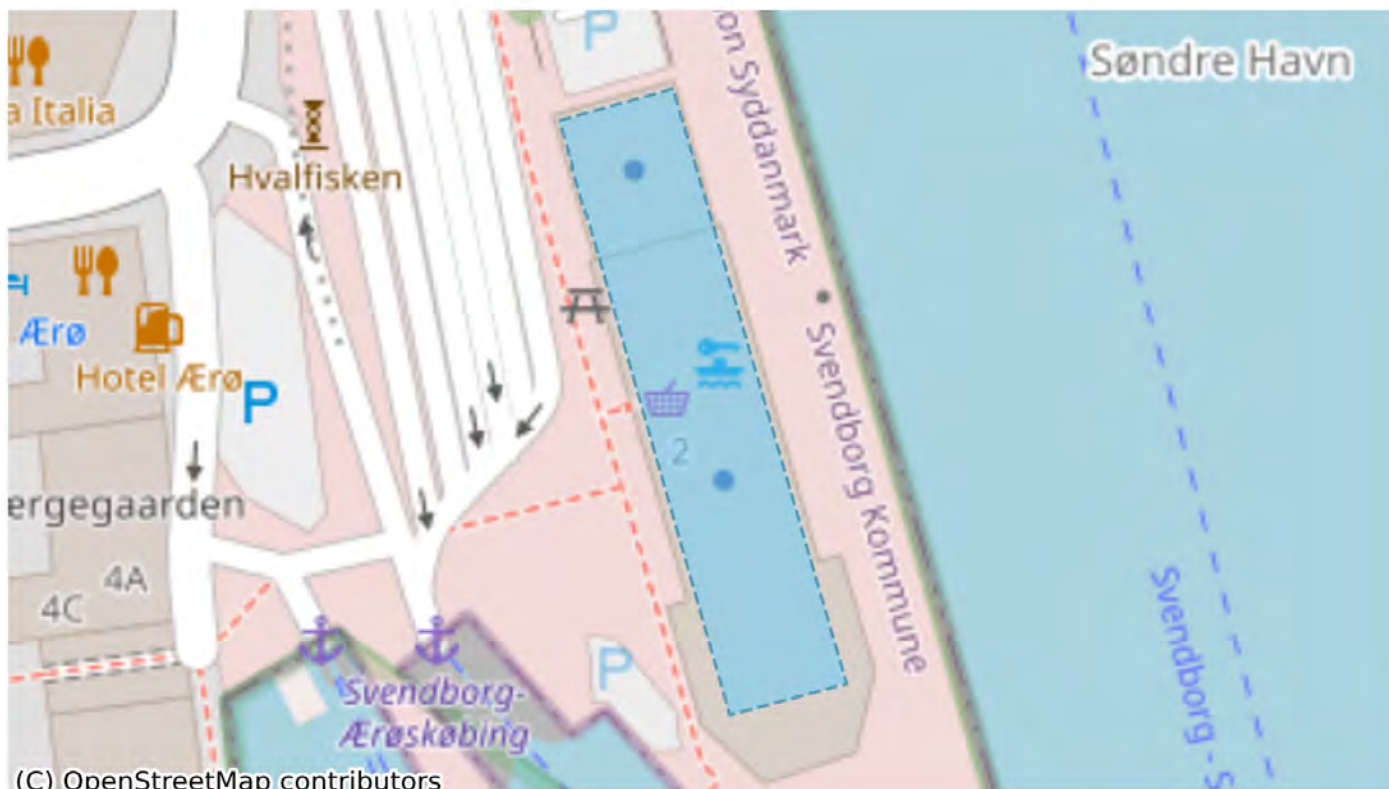 P
on Syddanmark
Søndre Havn
a Italia
Hvalfisken
Ærø
Hotel Ærø
P
Svendborg Kommune
2
ergegaarden
4A
4C
P
Svendborg-
Ærøskøbing
Svendborg - S
(C) OpenStreetMap contributors